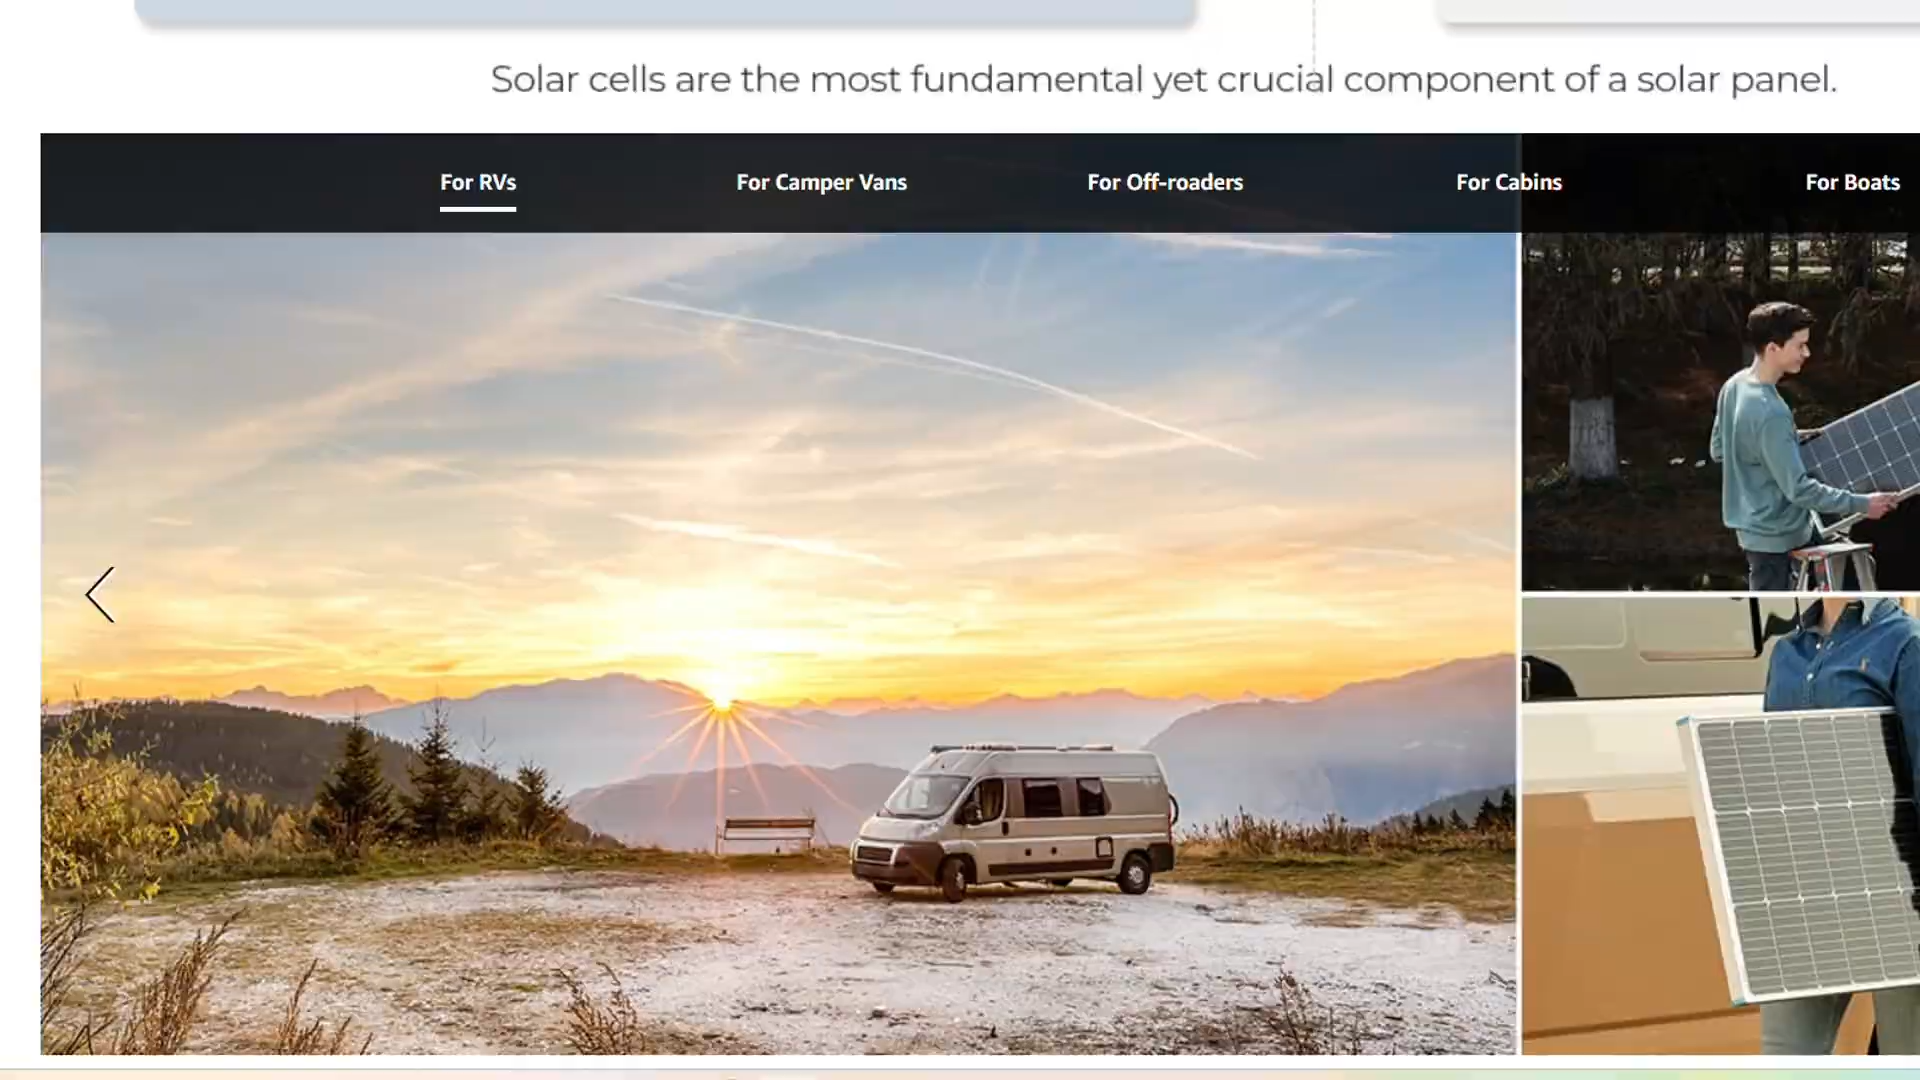 Solar cells are the most fundamental yet crucial component of a solar panel.
For RVs
For Camper Vans
For Off-roaders
For Cabins
For Boats